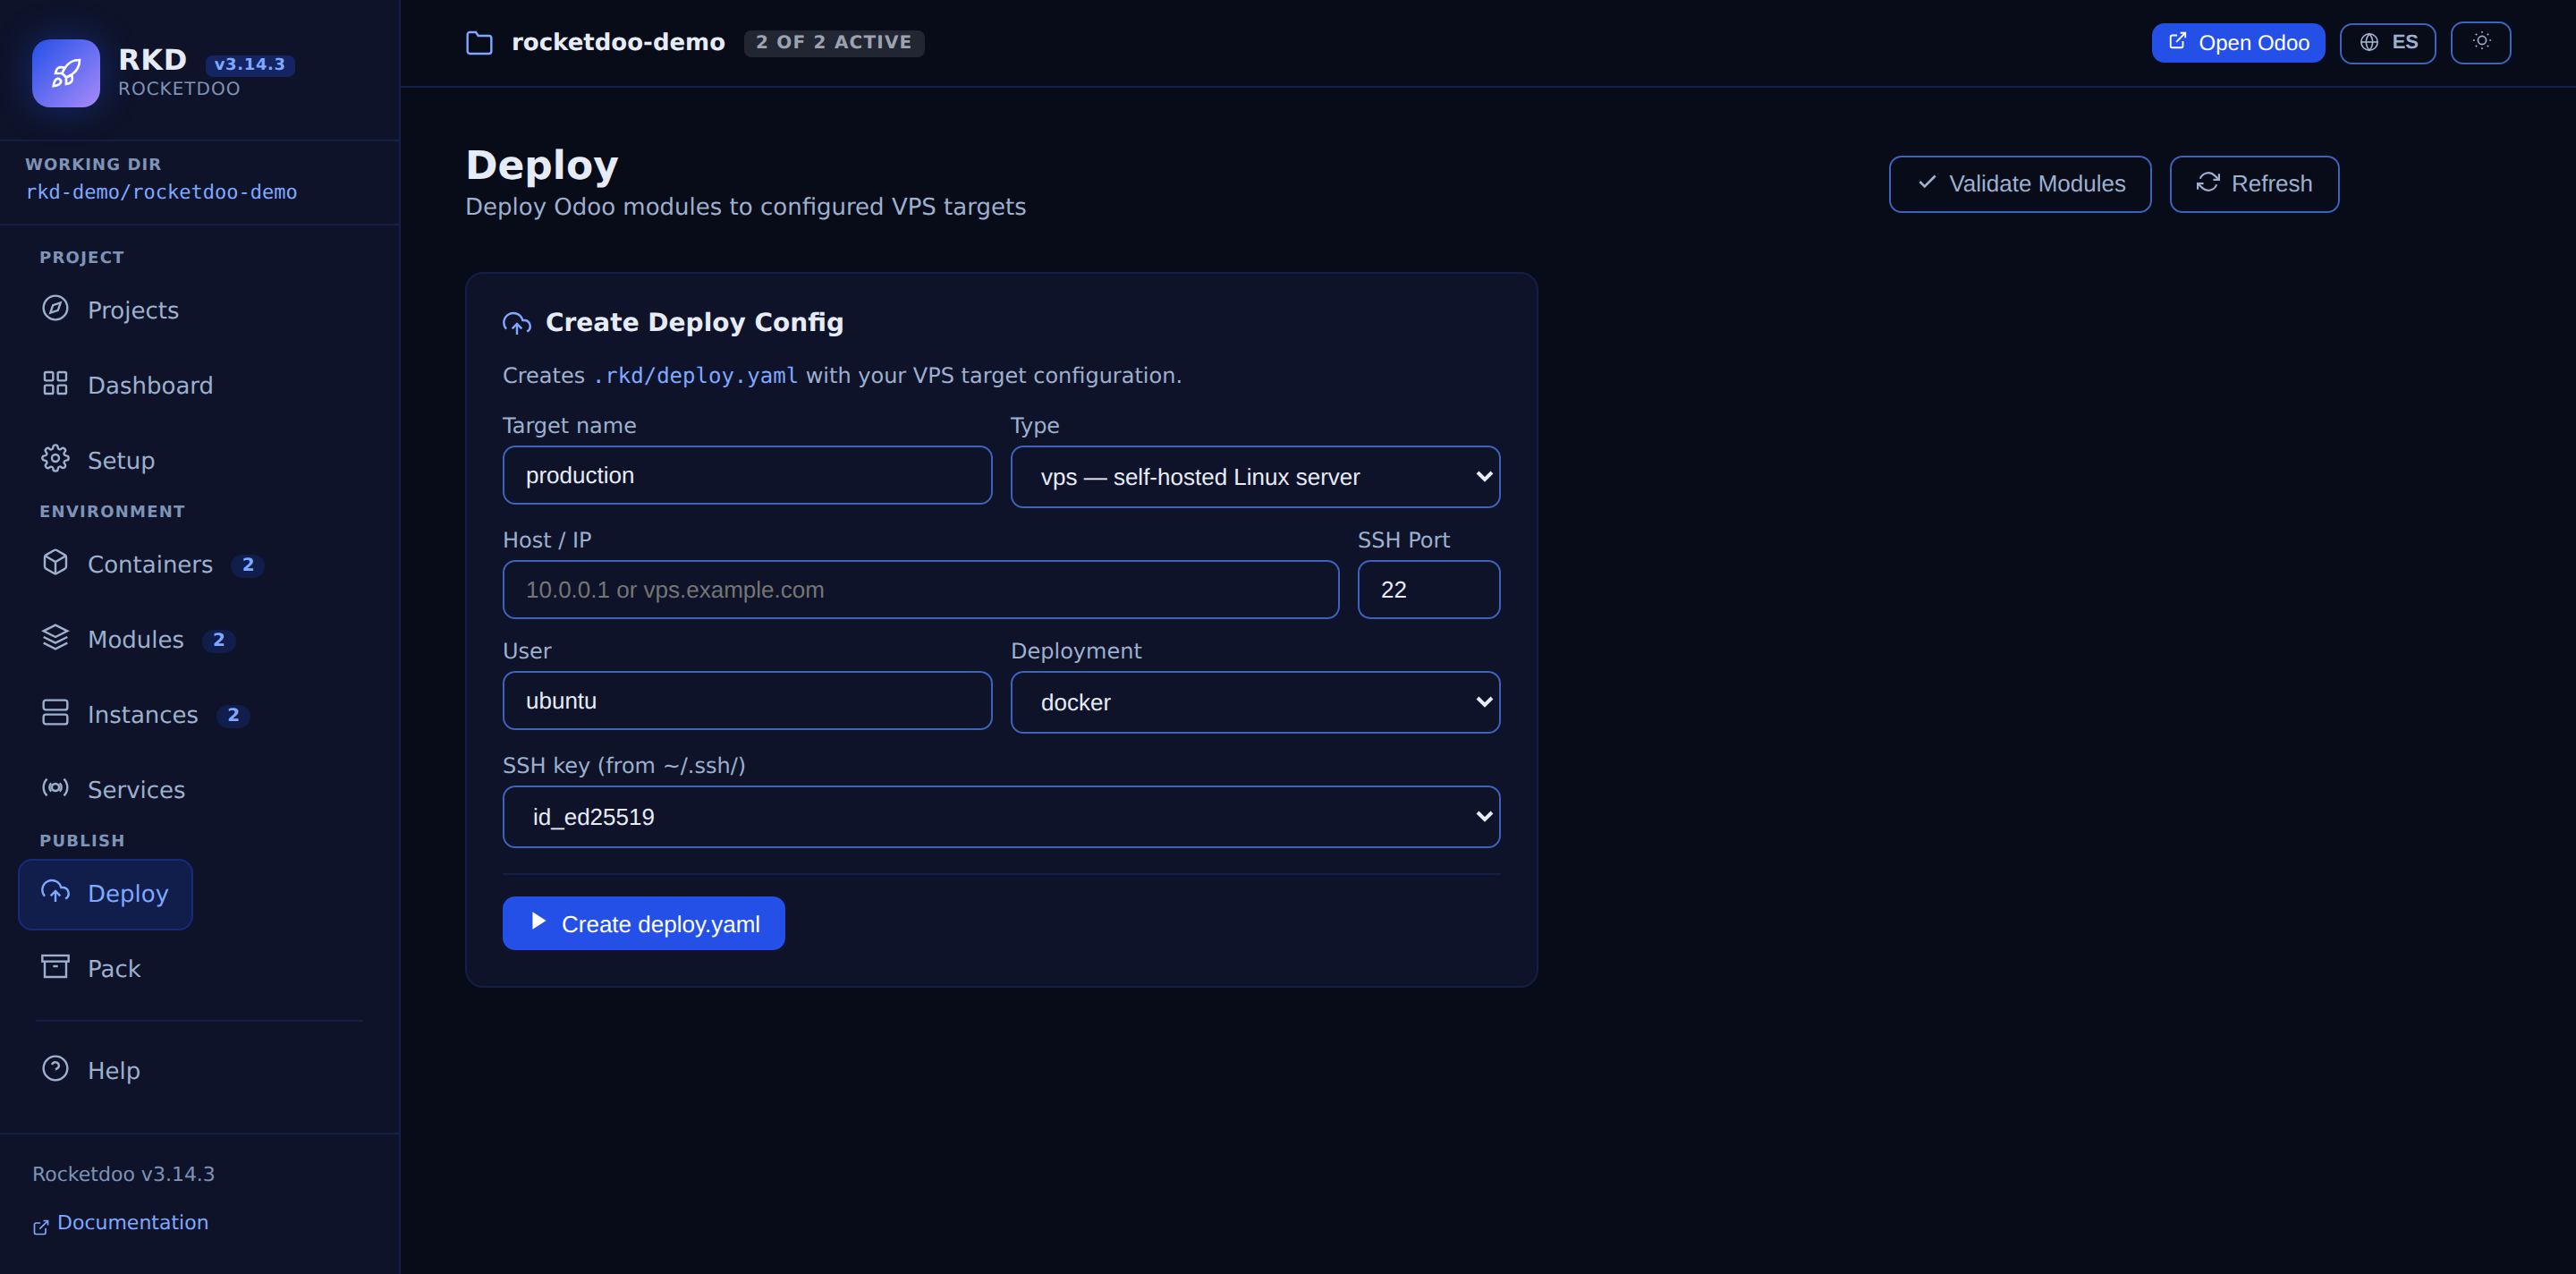 RKD v3.14.3
ROCKETDOO
WORKING DIR
rkd-demo/rocketdoo-demo
PROJECT
Projects
Dashboard
Setup
ENVIRONMENT
Containers 2
Modules 2
Instances 2
Services
PUBLISH
Deploy
Pack
Help
Rocketdoo v3.14.3
Documentation
rocketdoo-demo 2 OF 2 ACTIVE
Open Odoo
ES
Deploy
Deploy Odoo modules to configured VPS targets
Validate Modules
Refresh
Create Deploy Config
Creates .rkd/deploy.yaml with your VPS target configuration.
Target name Type
production vps — self-hosted Linux server
Host / IP SSH Port
10.0.0.1 or vps.example.com 22
User Deployment
ubuntu docker
SSH key (from ~/.ssh/)
id_ed25519
Create deploy.yaml